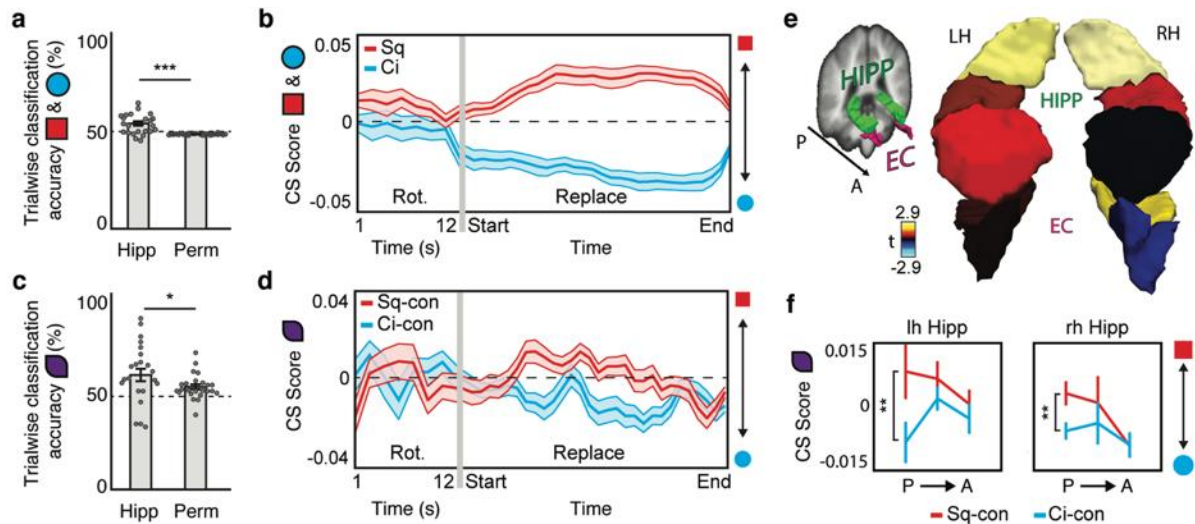 a
Trialwise classification
accuracy & (%)
100
50
0
***
Hipp Perm
b
CS Score &
0.05
0
-0.05
Sq
Ci
Rot. Replace
1 12 Start End
Time (s) Time
c
Trialwise classification
accuracy (%)
100
50
0
*
Hipp Perm
d
CS Score
0.04
0
-0.04
Sq-con
Ci-con
Rot. Replace
1 12 Start End
Time (s) Time
e
LH RH
HIPP
HIPP
P
EC
A
EC
2.9
t
-2.9
f
lh Hipp rh Hipp
CS Score
0.015
0
-0.015
**
**
P A P A
Sq-con Ci-con